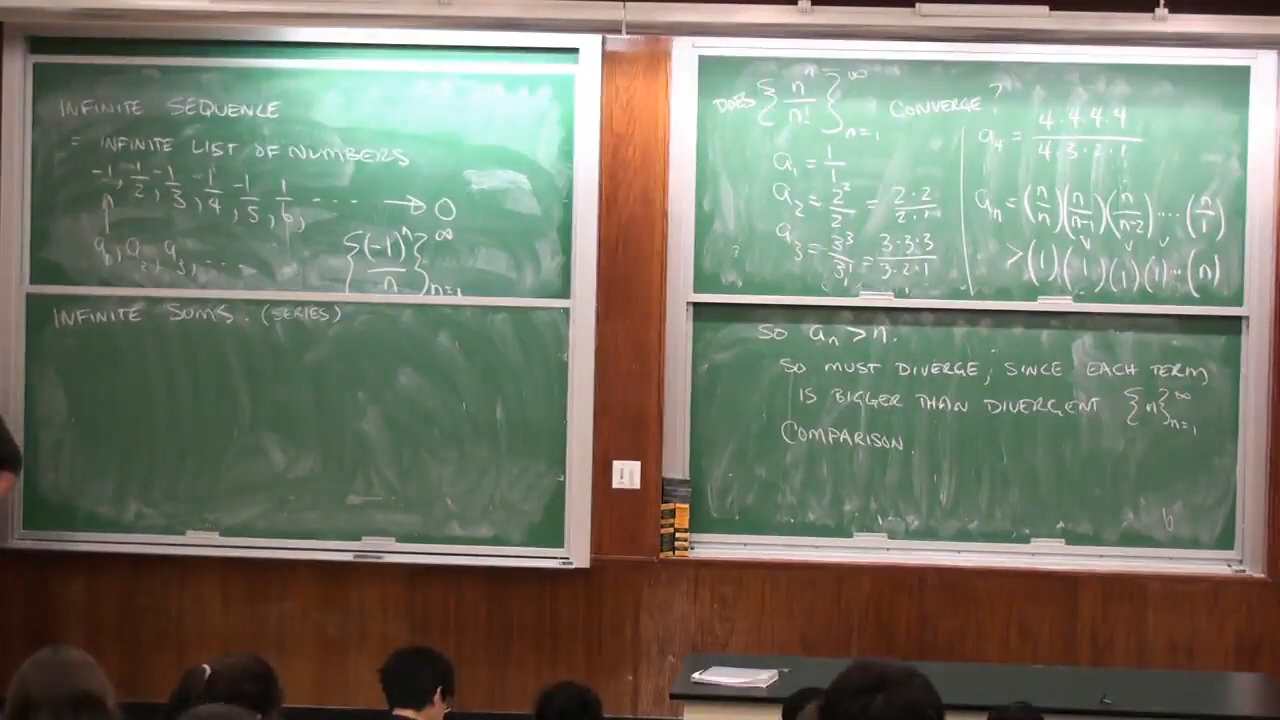 INFINITE SEQUENCE
= INFINITE LIST OF NUMBERS
-1, 1/2, -1/3, 1/4, -1/5, 1/6, .... → 0
a₁, a₂, a₃, ....
{(-1)ⁿ/n}∞n=1
INFINITE SUMS. (SERIES)
DOES {nⁿ/n!}∞n=1 CONVERGE?
a₁ = 1/1
a₂ = 2²/2 = 2·2/2·1
a₃ = 3³/3! = 3·3·3/3·2·1
a₄ = 4·4·4·4/4·3·2·1
aₙ = (n/n)(n/n-1)(n/n-2)....(n/1)
>(1)(1)(1)(1)...(n)
SO aₙ > n.
SO MUST DIVERGE, SINCE EACH TERM
IS BIGGER THAN DIVERGENT {n}∞n=1
COMPARISON.